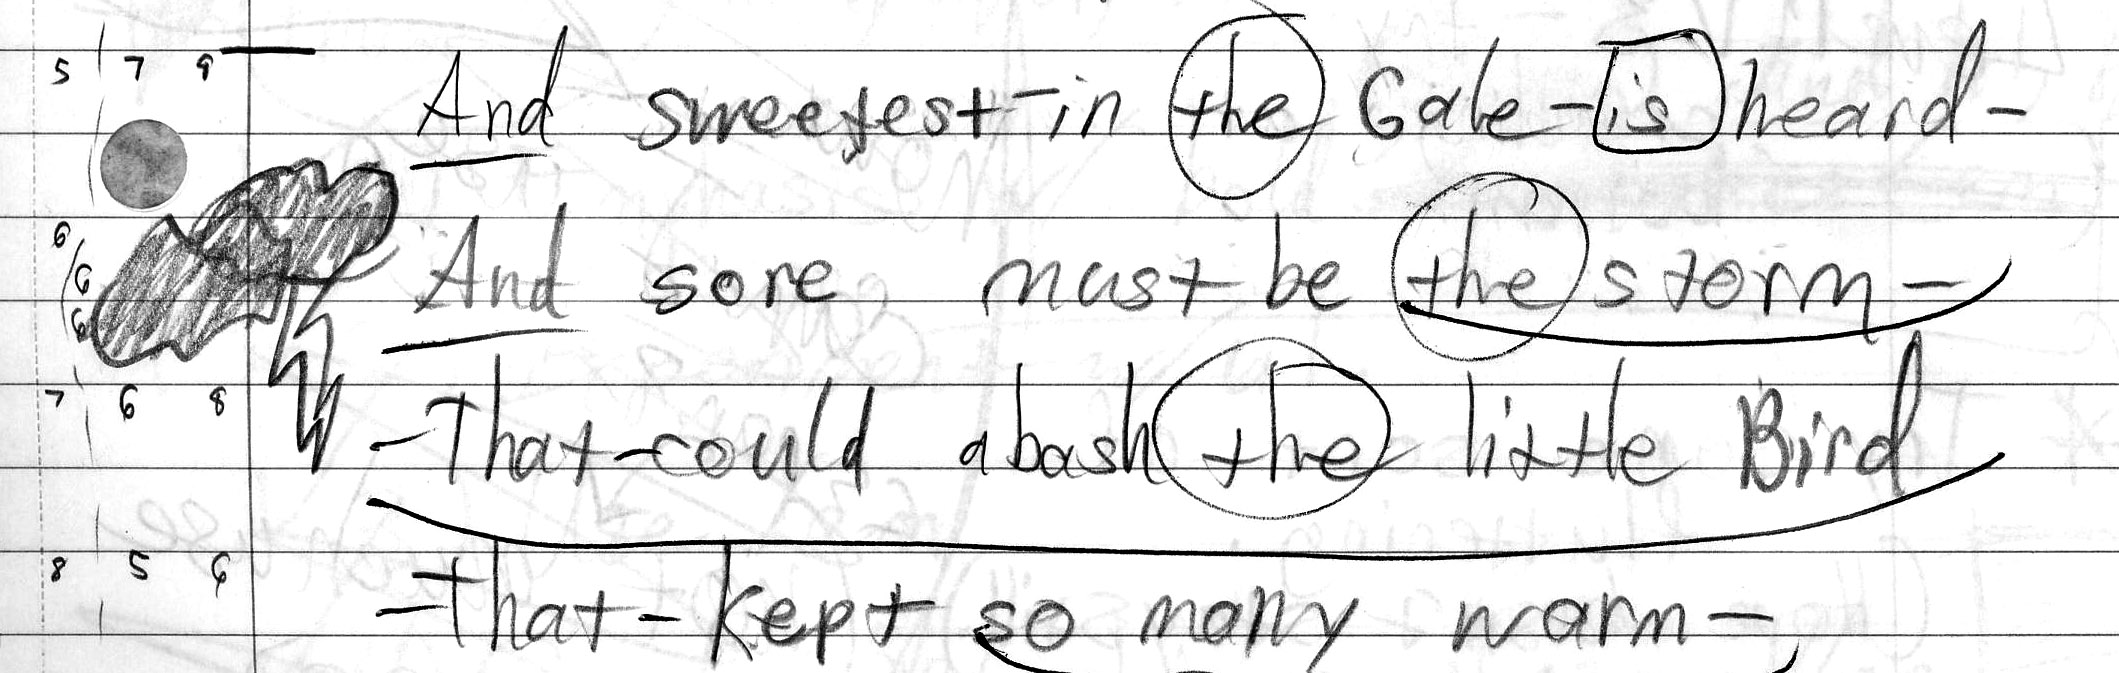 5 7 9 And sweetest-in the Gale-is heard-
6 And sore must be the storm-
6
6
7 6 8 -That-could abash the little Bird
8 5 6 -That-kept so many warm-